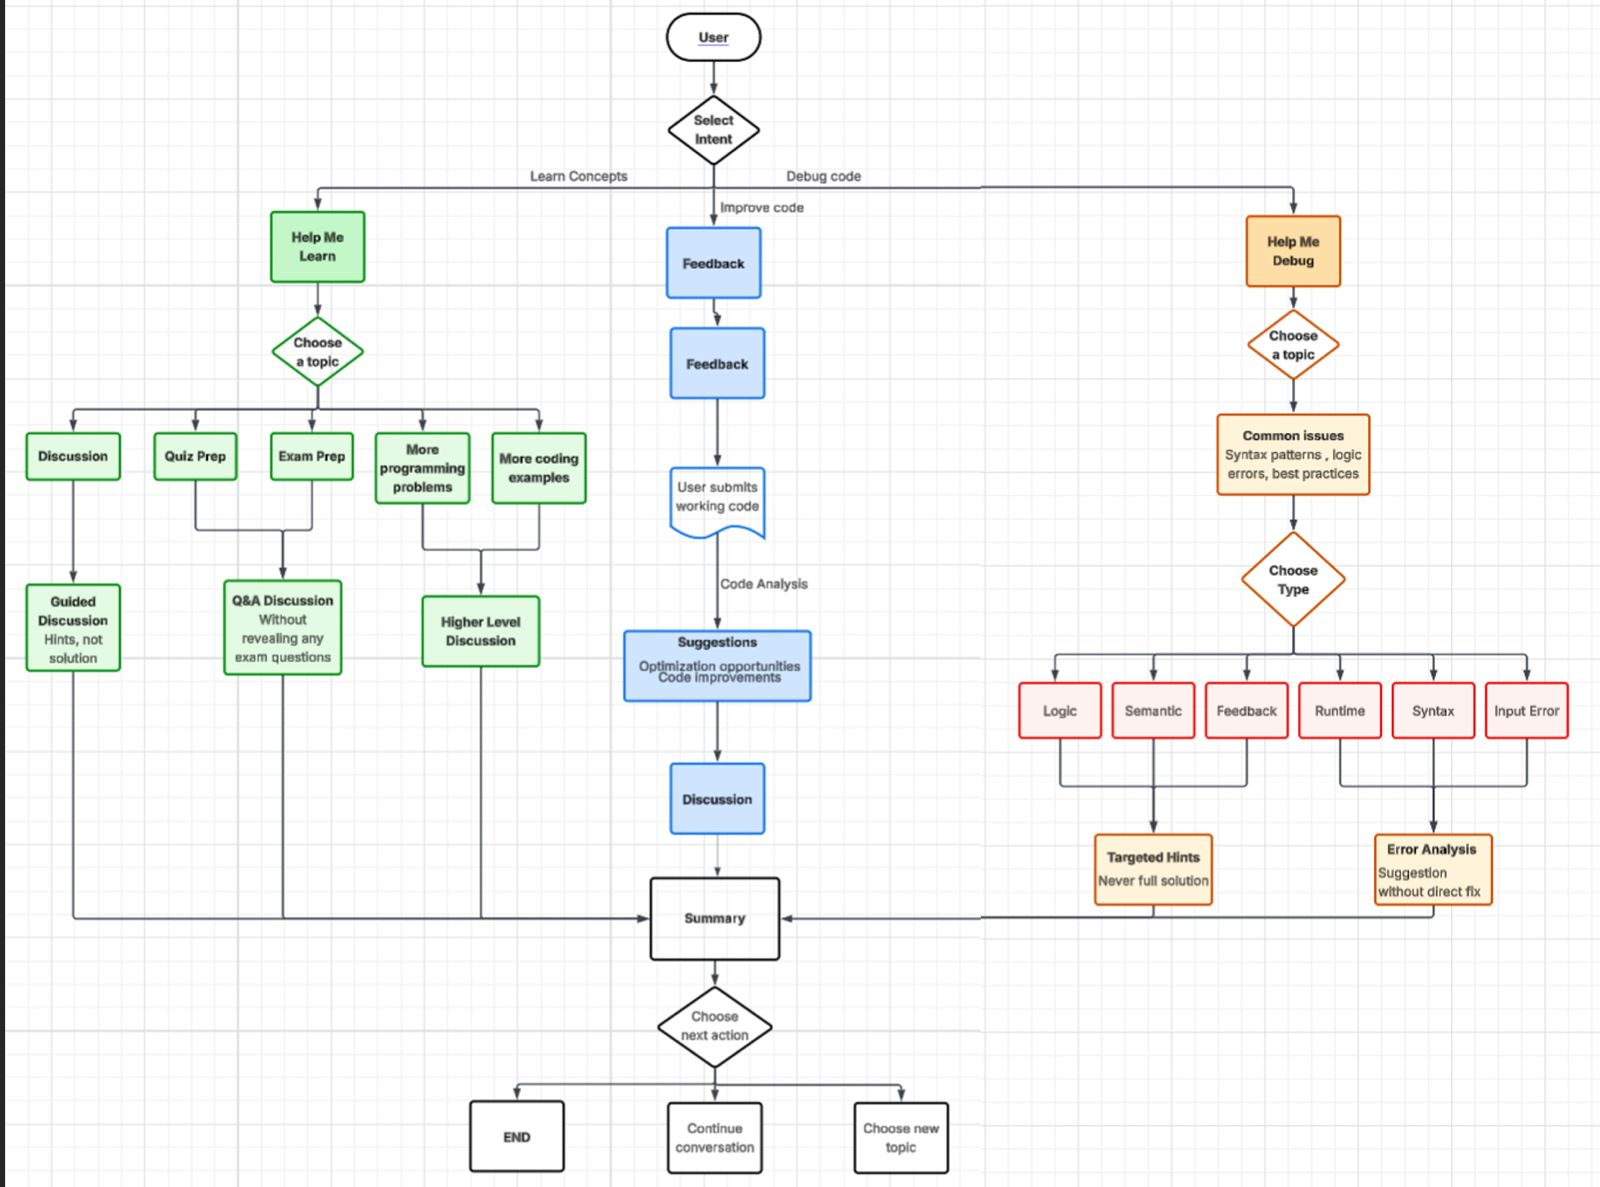 User
Select
Intent
Learn Concepts
Debug code
Improve code
Help Me
Learn
Feedback
Help Me
Debug
Choose
a topic
Feedback
Choose
a topic
Discussion
Quiz Prep
Exam Prep
More
programming
problems
More coding
examples
Common issues
Syntax patterns , logic
errors, best practices
User submits
working code
Choose
Type
Code Analysis
Guided
Discussion
Hints, not
solution
Q&A Discussion
Without
revealing any
exam questions
Higher Level
Discussion
Suggestions
Optimization opportunities
Code improvements
Logic
Semantic
Feedback
Runtime
Syntax
Input Error
Discussion
Targeted Hints
Never full solution
Error Analysis
Suggestion
without direct fix
Summary
Choose
next action
END
Continue
conversation
Choose new
topic